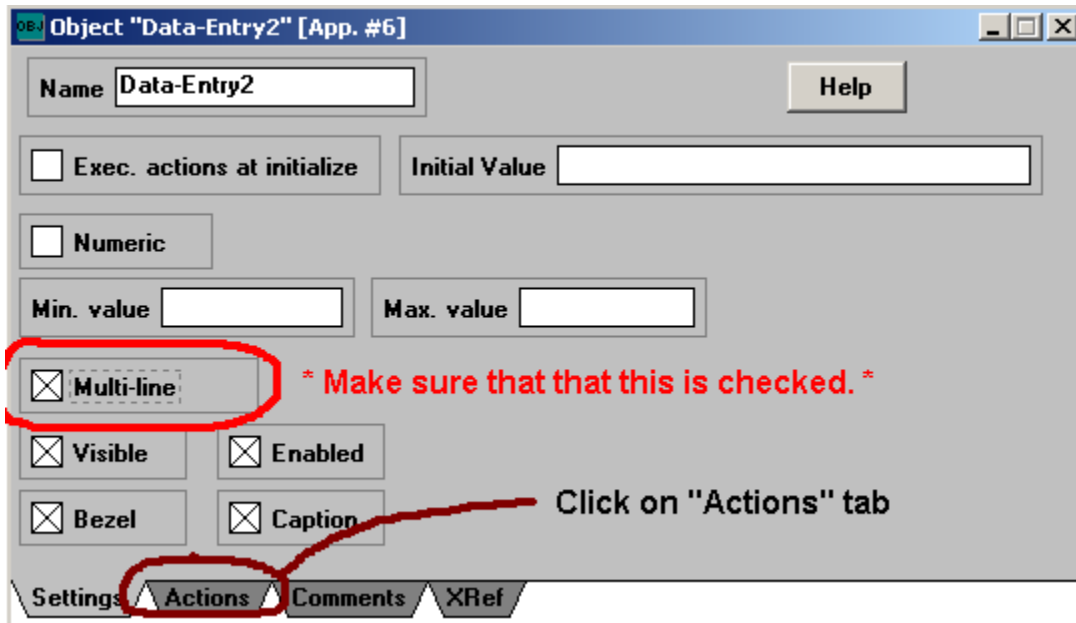 OBJ Object "Data-Entry2" [App. #6]
Name Data-Entry2 Help
Exec. actions at initialize Initial Value
Numeric
Min. value Max. value
Multi-line * Make sure that that this is checked. *
Visible Enabled
Bezel Caption Click on "Actions" tab
Settings Actions Comments XRef